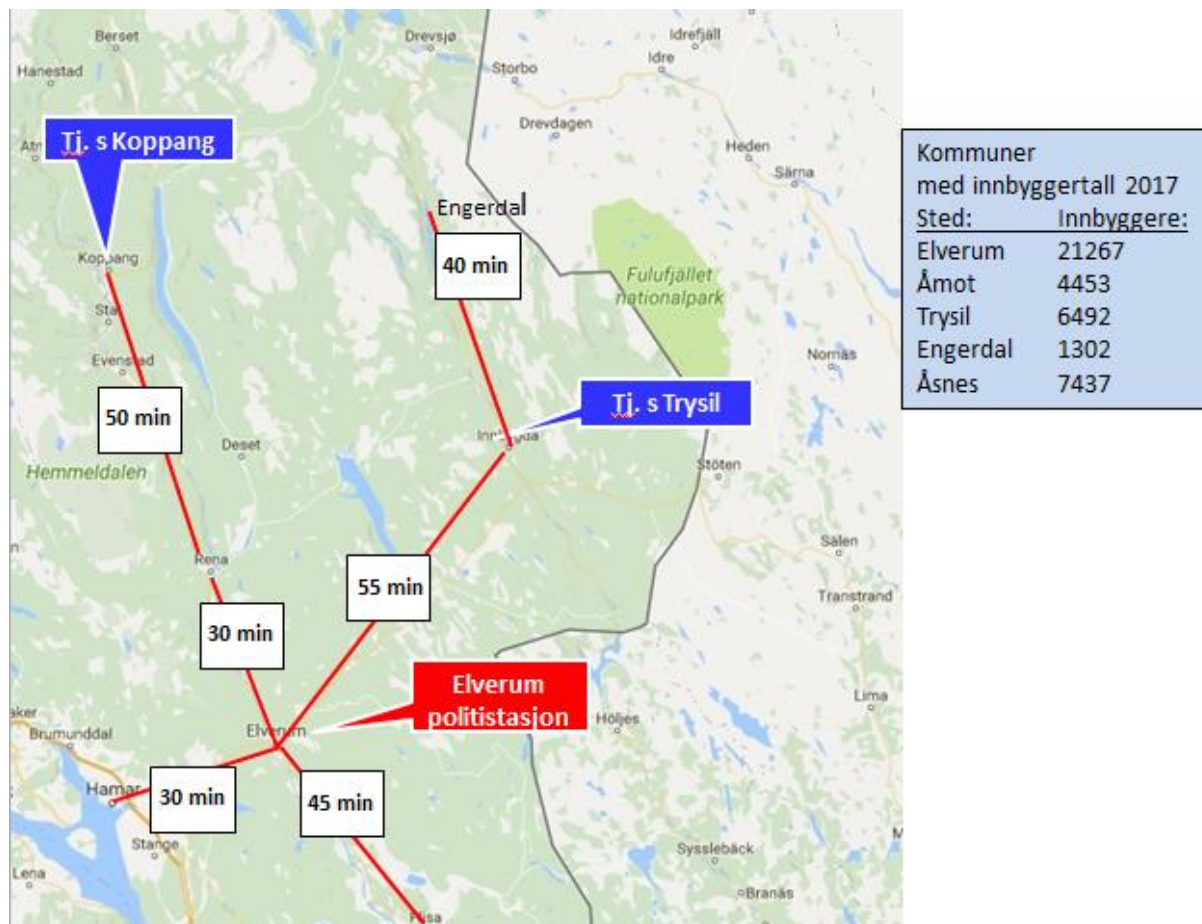 Berset
Hanestad
Drevsjø
Idrefjäll
Idre
Storbo
Drevdagen
Heden
Särna
Tj. s Koppang
Koppang
Evenstad
Engerdal
40 min
Fulufjället
nationalpark
Nornäs
Kommuner
med innbyggertall 2017
Sted: Innbyggere:
Elverum 21267
Åmot 4453
Trysil 6492
Engerdal 1302
Åsnes 7437
50 min
Tj. s Trysil
Deset
Hemmeldalen
Stöten
Rena
55 min
Sälen
Transtrand
30 min
Elverum
politistasjon
Elverum
Höljes
Lima
Brumunddal
Hamar
30 min
45 min
Stange
Lena
Sysslebäck
Branäs